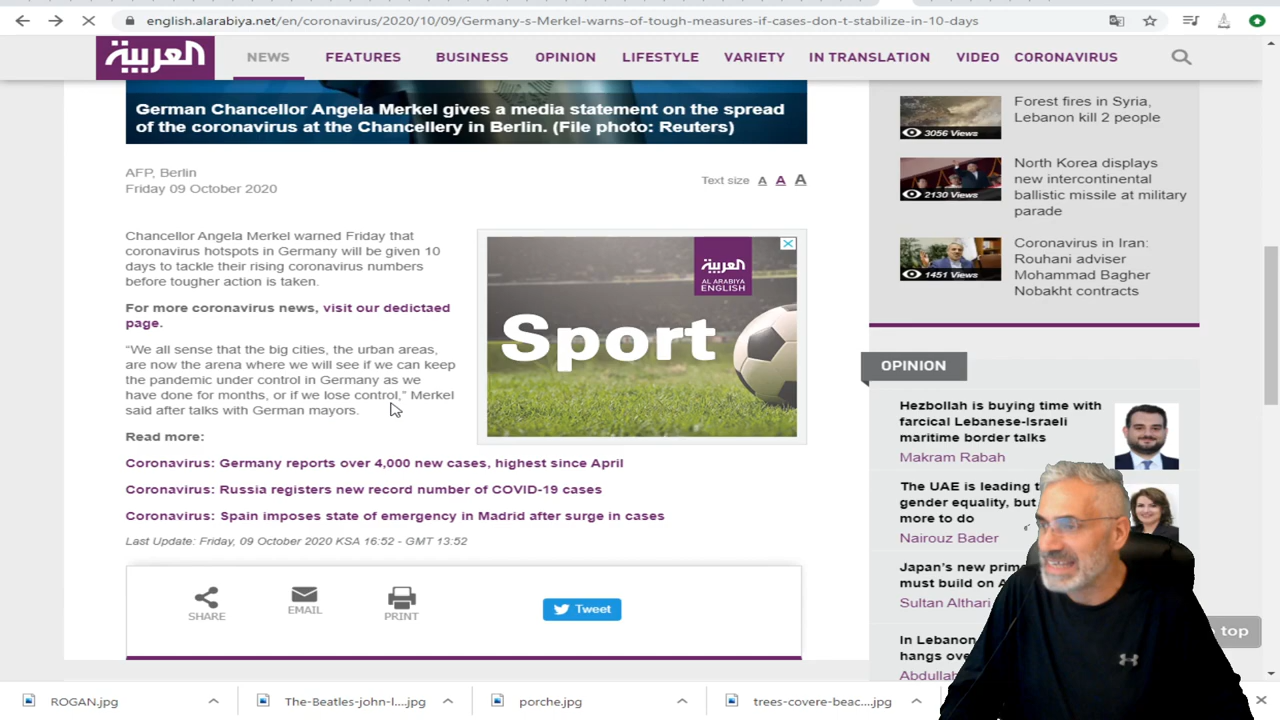 english.alarabiya.net/en/coronavirus/2020/10/09/Germany-s-Merkel-warns-of-tough-measures-if-cases-don-t-stabilize-in-10-days
العربية
NEWS
FEATURES
BUSINESS
OPINION
LIFESTYLE
VARIETY
IN TRANSLATION
VIDEO
CORONAVIRUS
German Chancellor Angela Merkel gives a media statement on the spread
of the coronavirus at the Chancellery in Berlin. (File photo: Reuters)
AFP, Berlin
Friday 09 October 2020
Text size A A A
Chancellor Angela Merkel warned Friday that
coronavirus hotspots in Germany will be given 10
days to tackle their rising coronavirus numbers
before tougher action is taken.
For more coronavirus news, visit our dedictaed
page.
“We all sense that the big cities, the urban areas,
are now the arena where we will see if we can keep
the pandemic under control in Germany as we
have done for months, or if we lose control,” Merkel
said after talks with German mayors.
العربية
AL ARABIYA
ENGLISH
Sport
Read more:
Coronavirus: Germany reports over 4,000 new cases, highest since April
Coronavirus: Russia registers new record number of COVID-19 cases
Coronavirus: Spain imposes state of emergency in Madrid after surge in cases
Last Update: Friday, 09 October 2020 KSA 16:52 - GMT 13:52
SHARE
EMAIL
PRINT
Tweet
Forest fires in Syria,
Lebanon kill 2 people
3056 Views
North Korea displays
new intercontinental
ballistic missile at military
parade
2130 Views
Coronavirus in Iran:
Rouhani adviser
Mohammad Bagher
Nobakht contracts
1451 Views
OPINION
Hezbollah is buying time with
farcical Lebanese-Israeli
maritime border talks
Makram Rabah
The UAE is leading
gender equality, but
more to do
Nairouz Bader
Japan’s new
must build on
Sultan Althari
In Lebanon
hangs
top
ROGAN.jpg
The-Beatles-john-l....jpg
porche.jpg
trees-covere-beac....jpg